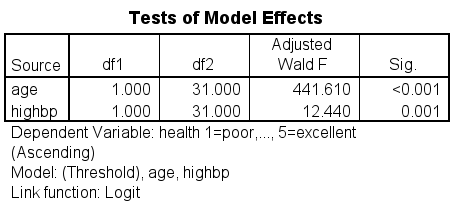 Tests of Model Effects
Source df1 df2 Adjusted Wald F Sig.
age 1.000 31.000 441.610 <0.001
highbp 1.000 31.000 12.440 0.001
Dependent Variable: health 1=poor,..., 5=excellent
(Ascending)
Model: (Threshold), age, highbp
Link function: Logit